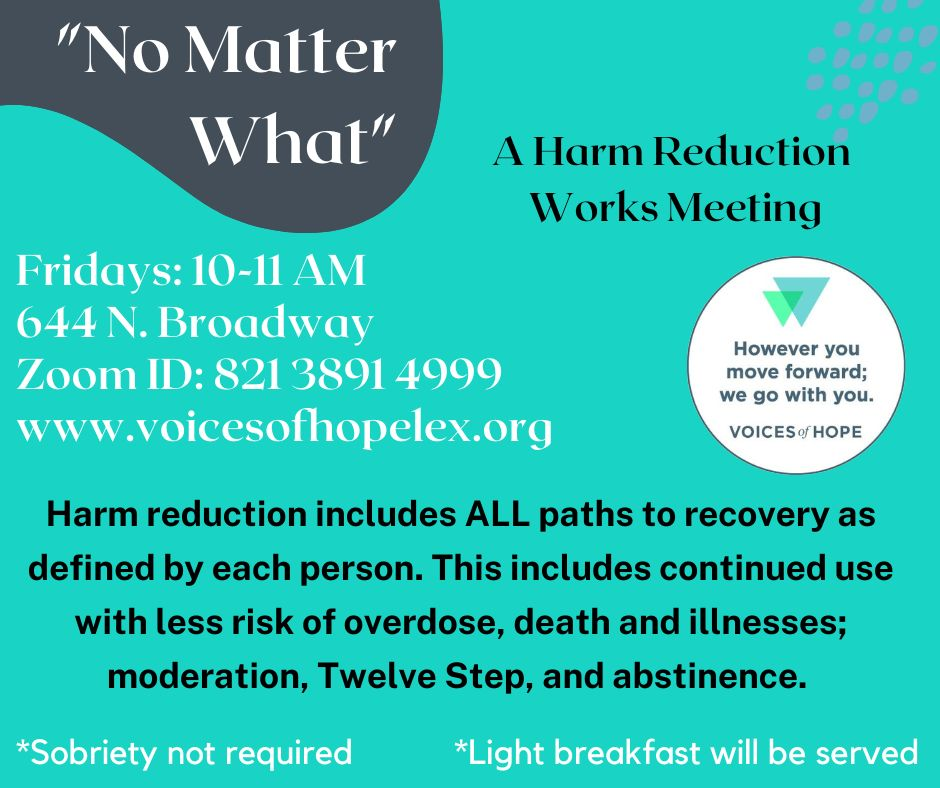 "No Matter
What"
A Harm Reduction
Works Meeting
Fridays: 10-11 AM
644 N. Broadway
Zoom ID: 821 3891 4999
www.voicesofhopelex.org
However you
move forward;
we go with you.
VOICES of HOPE
Harm reduction includes ALL paths to recovery as
defined by each person. This includes continued use
with less risk of overdose, death and illnesses;
moderation, Twelve Step, and abstinence.
*Sobriety not required
*Light breakfast will be served